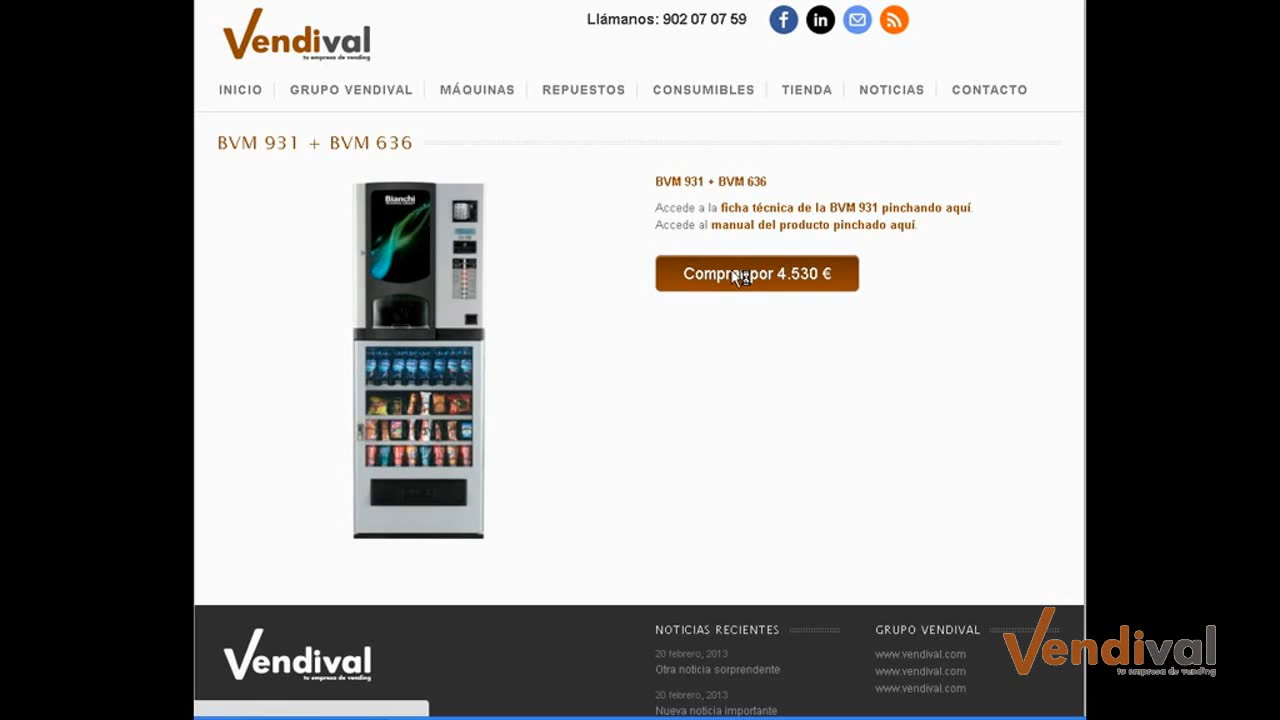 Vendival
tu empresa de vending
Llámanos: 902 07 07 59
INICIO
GRUPO VENDIVAL
MÁQUINAS
REPUESTOS
CONSUMIBLES
TIENDA
NOTICIAS
CONTACTO
BVM 931 + BVM 636
Bianchi
BVM 931 + BVM 636
Accede a la ficha técnica de la BVM 931 pinchando aquí.
Accede al manual del producto pinchado aquí.
Comprar por 4.530 €
Vendival
tu empresa de vending
NOTICIAS RECIENTES
20 febrero, 2013
Otra noticia sorprendente
20 febrero, 2013
Nueva noticia importante
GRUPO VENDIVAL
www.vendival.com
www.vendival.com
www.vendival.com
Vendival
tu empresa de vending